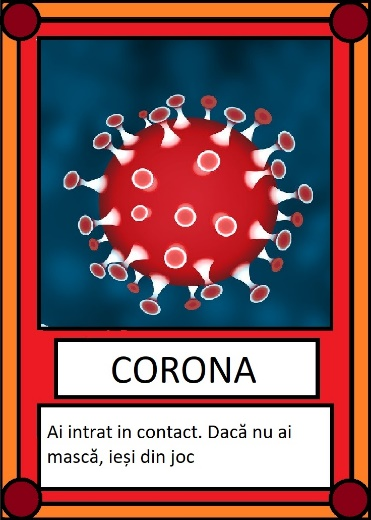 CORONA
Ai intrat in contact. Dacă nu ai
mască, ieși din joc